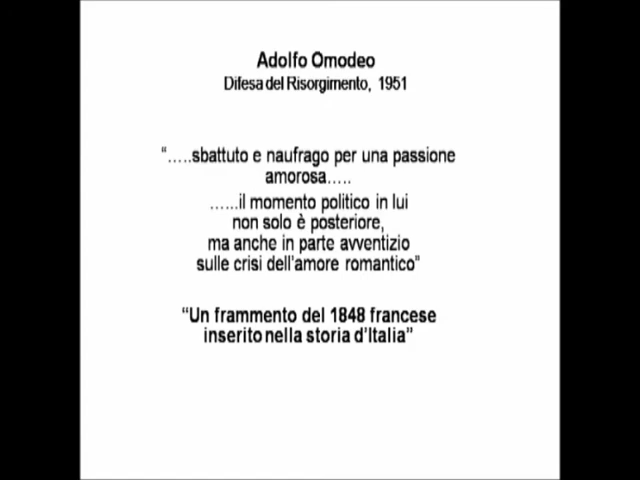 Adolfo Omodeo
Difesa del Risorgimento, 1951
“…..sbattuto e naufrago per una passione
amorosa…..
…...il momento politico in lui
non solo è posteriore,
ma anche in parte avventizio
sulle crisi dell’amore romantico”
“Un frammento del 1848 francese
inserito nella storia d’Italia”